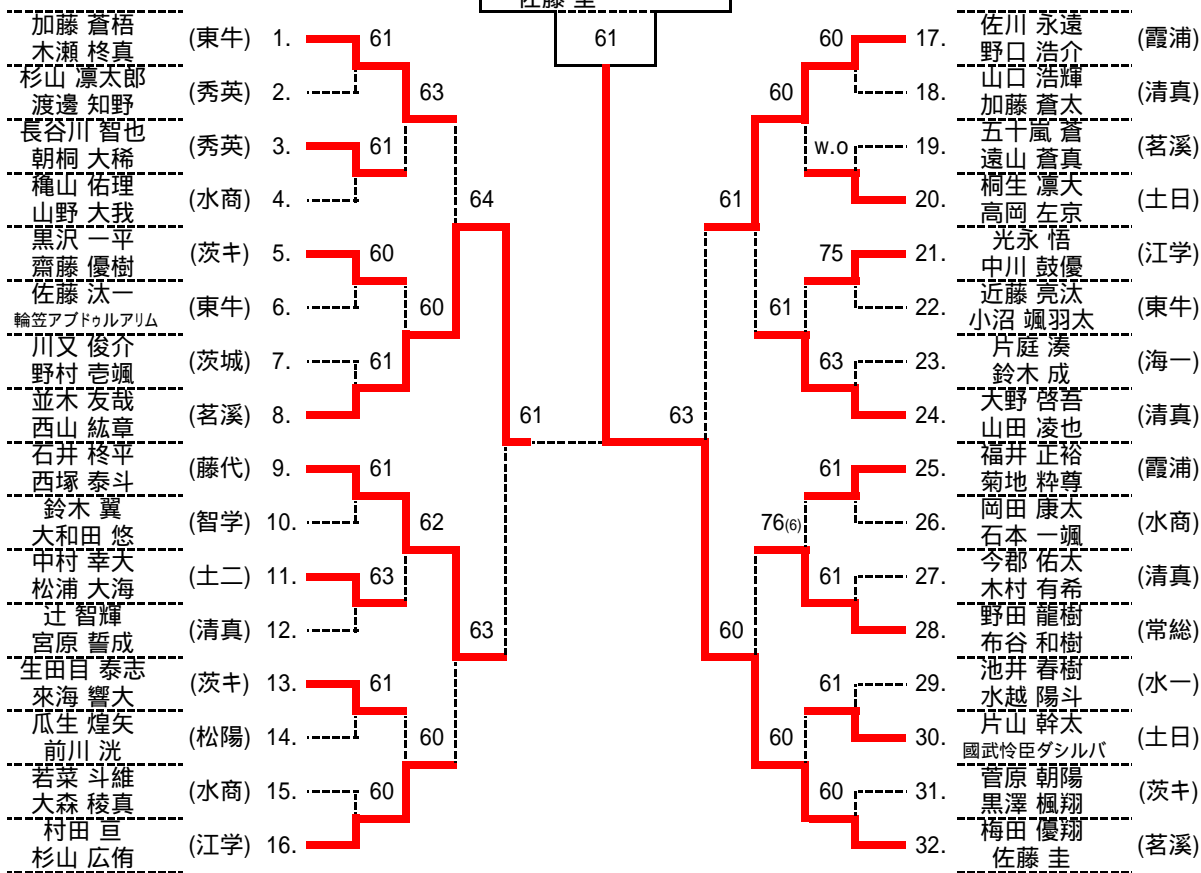 佐藤 圭
61
加藤 蒼梧
木瀬 柊真
(東牛) 1.
61
杉山 凛太郎
渡邊 知野
(秀英) 2.
63
長谷川 智也
朝桐 大稀
(秀英) 3.
61
穐山 佑理
山野 大我
(水商) 4.
64
黒沢 一平
齋藤 優樹
(茨キ) 5.
60
佐藤 汰一
輪笠アブドゥルアリム
(東牛) 6.
60
川又 俊介
野村 壱颯
(茨城) 7.
61
並木 友哉
西山 紘章
(茗溪) 8.
61
石井 柊平
西塚 泰斗
(藤代) 9.
61
鈴木 翼
大和田 悠
(智学) 10.
62
中村 幸大
松浦 大海
(土二) 11.
63
辻 智輝
宮原 誓成
(清真) 12.
63
生田目 泰志
來海 響大
(茨キ) 13.
61
瓜生 煌矢
前川 洸
(松陽) 14.
60
若菜 斗維
大森 稜真
(水商) 15.
60
村田 亘
杉山 広侑
(江学) 16.
60
17.
佐川 永遠
野口 浩介
(霞浦)
60
18.
山口 浩輝
加藤 蒼太
(清真)
w.o
19.
五十嵐 蒼
遠山 蒼真
(茗溪)
61
20.
桐生 凛大
高岡 左京
(土日)
75
21.
光永 悟
中川 鼓優
(江学)
61
22.
近藤 亮汰
小沼 颯羽太
(東牛)
63
23.
片庭 湊
鈴木 成
(海一)
24.
大野 啓吾
山田 凌也
(清真)
63
61
25.
福井 正裕
菊地 粋尊
(霞浦)
76(6)
26.
岡田 康太
石本 一颯
(水商)
61
27.
今郡 佑太
木村 有希
(清真)
60
28.
野田 龍樹
布谷 和樹
(常総)
61
29.
池井 春樹
水越 陽斗
(水一)
60
30.
片山 幹太
國武怜臣ダシルバ
(土日)
60
31.
菅原 朝陽
黒澤 楓翔
(茨キ)
32.
梅田 優翔
佐藤 圭
(茗溪)